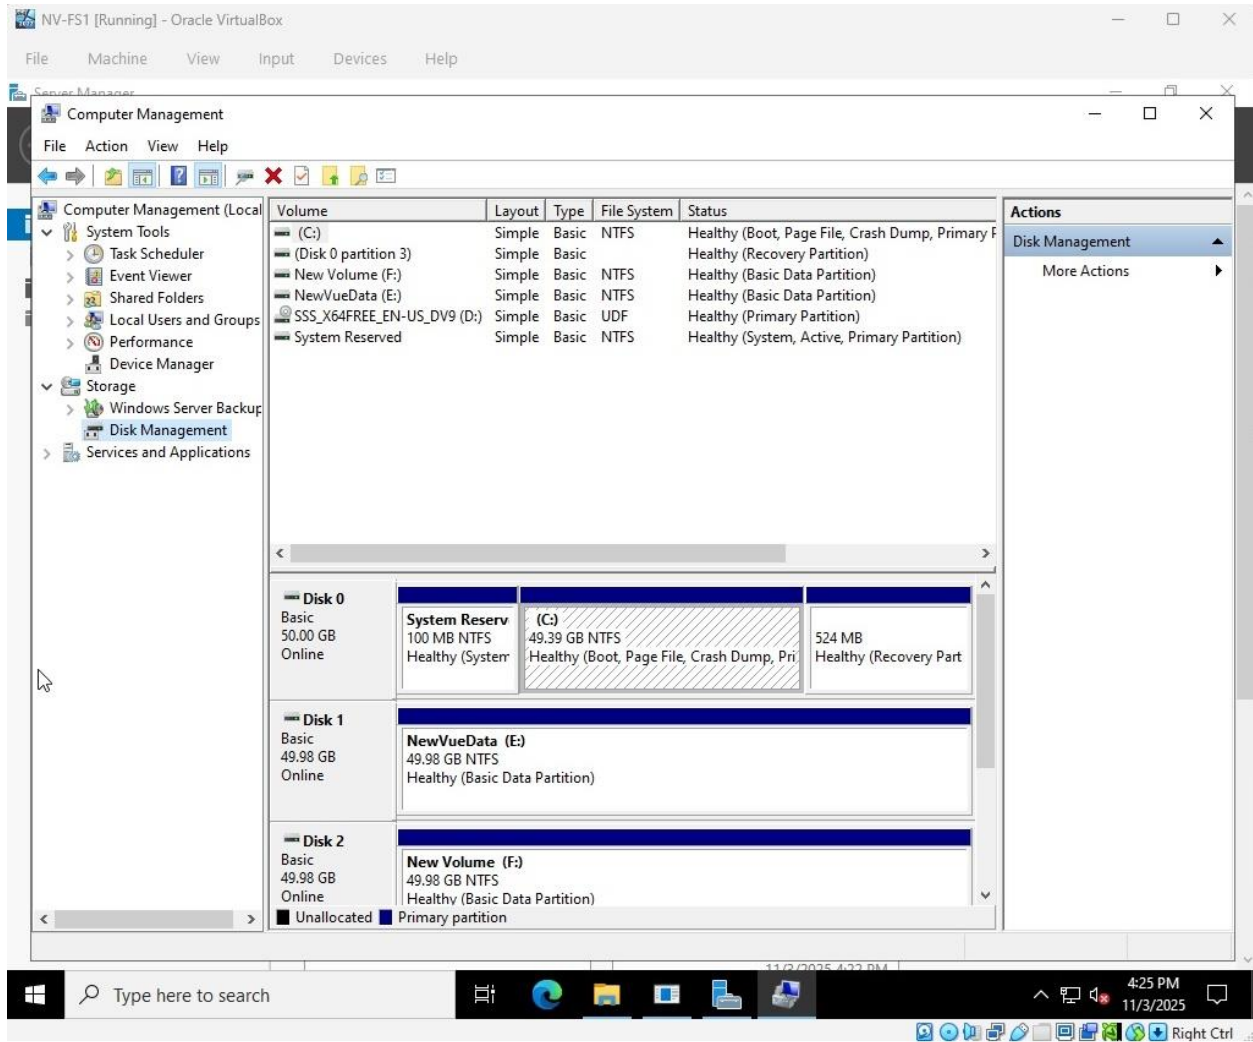 NV-FS1 [Running] - Oracle VirtualBox
File Machine View Input Devices Help
Server Manager
Computer Management
File Action View Help
Computer Management (Local
System Tools
Task Scheduler
Event Viewer
Shared Folders
Local Users and Groups
Performance
Device Manager
Storage
Windows Server Backup
Disk Management
Services and Applications
Volume Layout Type File System Status
(C:) Simple Basic NTFS Healthy (Boot, Page File, Crash Dump, Primary P
(Disk 0 partition 3) Simple Basic Healthy (Recovery Partition)
New Volume (F:) Simple Basic NTFS Healthy (Basic Data Partition)
NewVueData (E:) Simple Basic NTFS Healthy (Basic Data Partition)
SSS_X64FREE_EN-US_DV9 (D:) Simple Basic UDF Healthy (Primary Partition)
System Reserved Simple Basic NTFS Healthy (System, Active, Primary Partition)
Actions
Disk Management
More Actions
Disk 0
Basic
50.00 GB
Online
System Reserv
100 MB NTFS
Healthy (System
(C:)
49.39 GB NTFS
Healthy (Boot, Page File, Crash Dump, Pri
524 MB
Healthy (Recovery Part
Disk 1
Basic
49.98 GB
Online
NewVueData (E:)
49.98 GB NTFS
Healthy (Basic Data Partition)
Disk 2
Basic
49.98 GB
Online
New Volume (F:)
49.98 GB NTFS
Healthy (Basic Data Partition)
Unallocated Primary partition
11/3/2025 4:22 PM
Type here to search
4:25 PM
11/3/2025
Right Ctrl